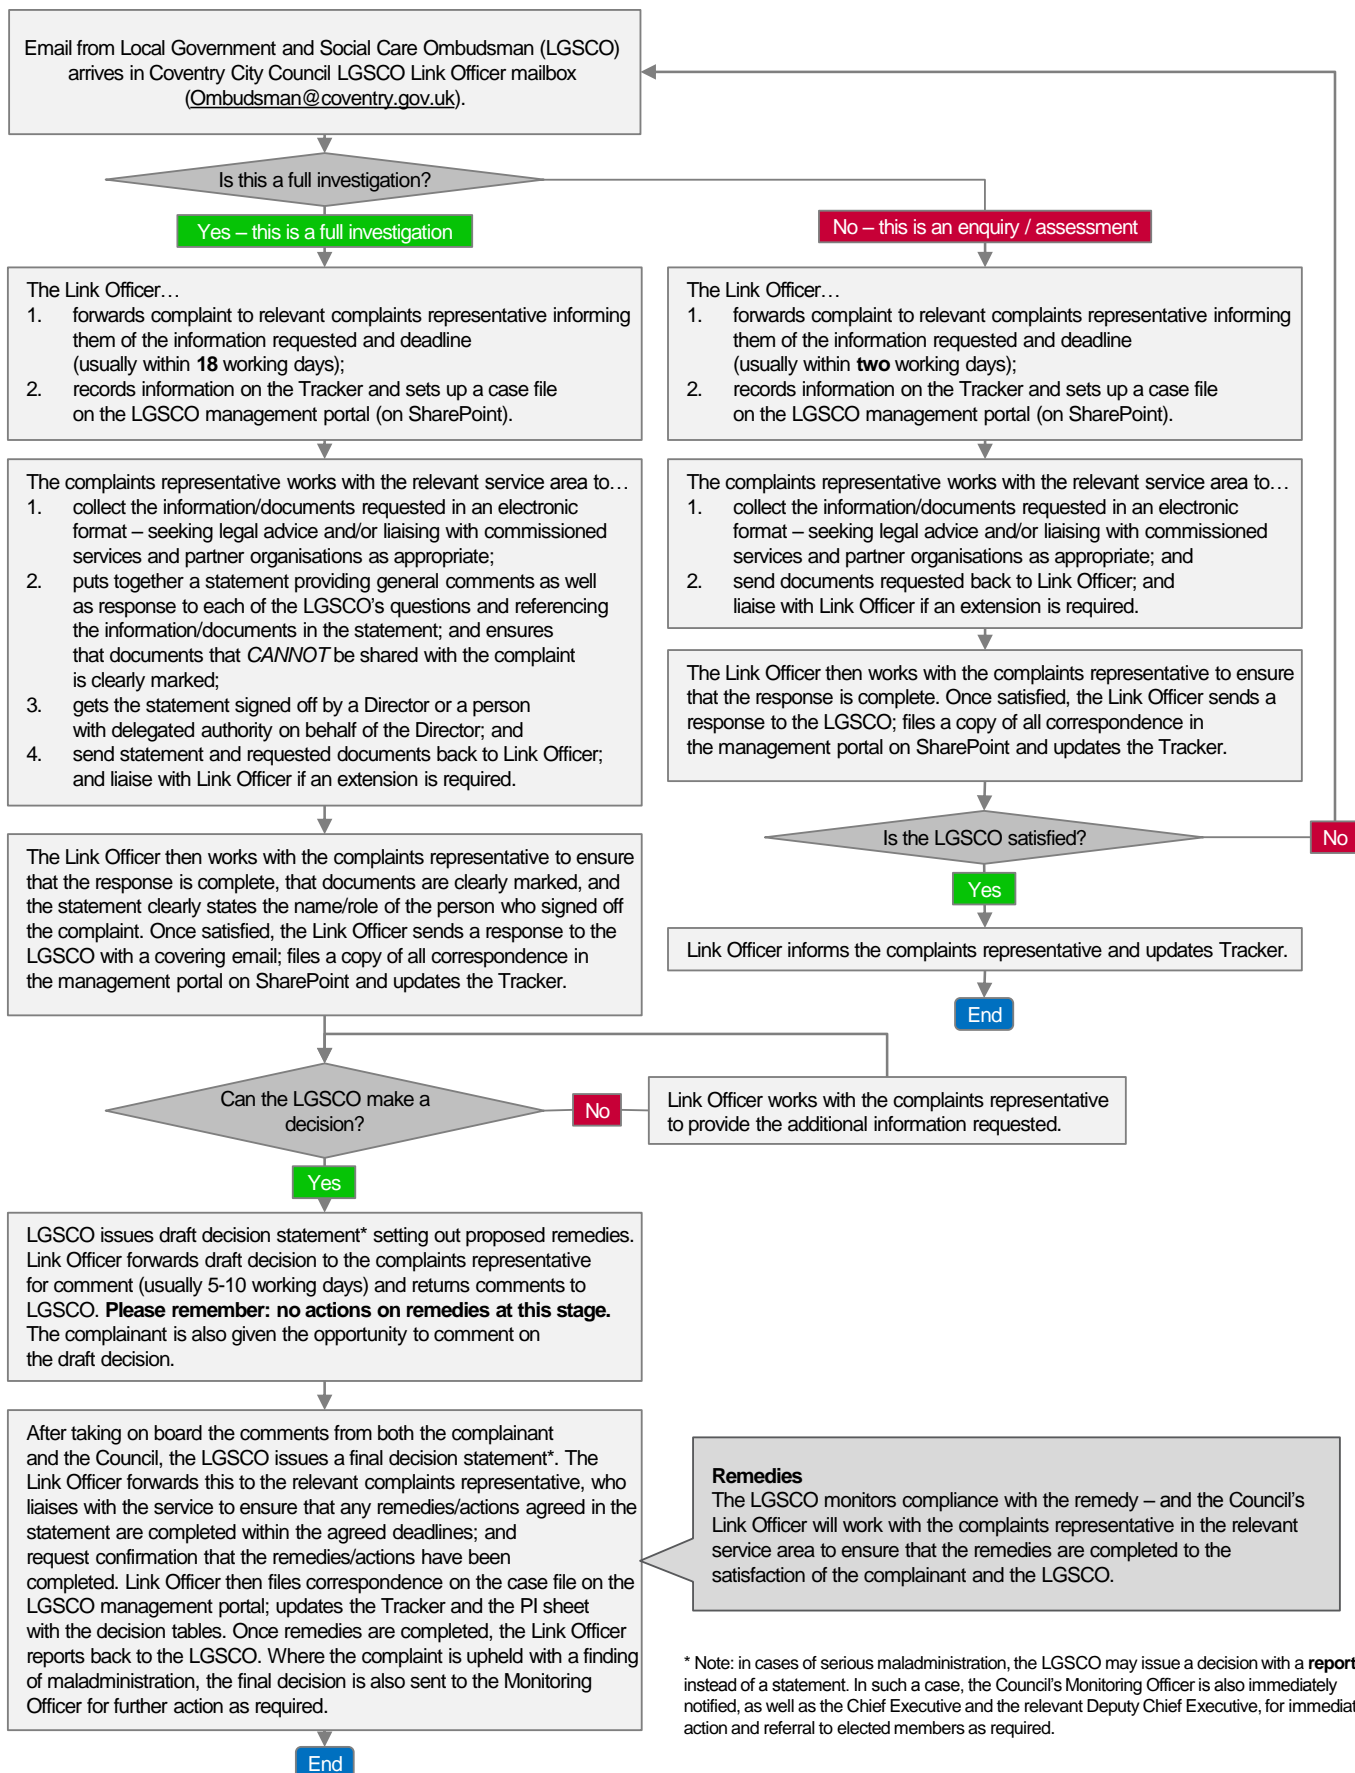 Email from Local Government and Social Care Ombudsman (LGSCO)
arrives in Coventry City Council LGSCO Link Officer mailbox
(Ombudsman@coventry.gov.uk).
Is this a full investigation?
Yes – this is a full investigation
The Link Officer…
1. forwards complaint to relevant complaints representative informing
them of the information requested and deadline
(usually within 18 working days);
2. records information on the Tracker and sets up a case file
on the LGSCO management portal (on SharePoint).
The complaints representative works with the relevant service area to…
1. collect the information/documents requested in an electronic
format – seeking legal advice and/or liaising with commissioned
services and partner organisations as appropriate;
2. puts together a statement providing general comments as well
as response to each of the LGSCO's questions and referencing
the information/documents in the statement; and ensures
that documents that CANNOT be shared with the complaint
is clearly marked;
3. gets the statement signed off by a Director or a person
with delegated authority on behalf of the Director; and
4. send statement and requested documents back to Link Officer;
and liaise with Link Officer if an extension is required.
The Link Officer then works with the complaints representative to ensure
that the response is complete, that documents are clearly marked, and
the statement clearly states the name/role of the person who signed off
the complaint. Once satisfied, the Link Officer sends a response to the
LGSCO with a covering email; files a copy of all correspondence in
the management portal on SharePoint and updates the Tracker.
Can the LGSCO make a
decision?
No
Link Officer works with the complaints representative
to provide the additional information requested.
Yes
LGSCO issues draft decision statement* setting out proposed remedies.
Link Officer forwards draft decision to the complaints representative
for comment (usually 5-10 working days) and returns comments to
LGSCO. Please remember: no actions on remedies at this stage.
The complainant is also given the opportunity to comment on
the draft decision.
After taking on board the comments from both the complainant
and the Council, the LGSCO issues a final decision statement*. The
Link Officer forwards this to the relevant complaints representative, who
liaises with the service to ensure that any remedies/actions agreed in the
statement are completed within the agreed deadlines; and
request confirmation that the remedies/actions have been
completed. Link Officer then files correspondence on the case file on the
LGSCO management portal; updates the Tracker and the PI sheet
with the decision tables. Once remedies are completed, the Link Officer
reports back to the LGSCO. Where the complaint is upheld with a finding
of maladministration, the final decision is also sent to the Monitoring
Officer for further action as required.
End
No – this is an enquiry / assessment
The Link Officer…
1. forwards complaint to relevant complaints representative informing
them of the information requested and deadline
(usually within two working days);
2. records information on the Tracker and sets up a case file
on the LGSCO management portal (on SharePoint).
The complaints representative works with the relevant service area to…
1. collect the information/documents requested in an electronic
format – seeking legal advice and/or liaising with commissioned
services and partner organisations as appropriate; and
2. send documents requested back to Link Officer; and
liaise with Link Officer if an extension is required.
The Link Officer then works with the complaints representative to ensure
that the response is complete. Once satisfied, the Link Officer sends a
response to the LGSCO; files a copy of all correspondence in
the management portal on SharePoint and updates the Tracker.
Is the LGSCO satisfied?
No
Yes
Link Officer informs the complaints representative and updates Tracker.
End
Remedies
The LGSCO monitors compliance with the remedy – and the Council's
Link Officer will work with the complaints representative in the relevant
service area to ensure that the remedies are completed to the
satisfaction of the complainant and the LGSCO.
* Note: in cases of serious maladministration, the LGSCO may issue a decision with a report
instead of a statement. In such a case, the Council's Monitoring Officer is also immediately
notified, as well as the Chief Executive and the relevant Deputy Chief Executive, for immediat
action and referral to elected members as required.